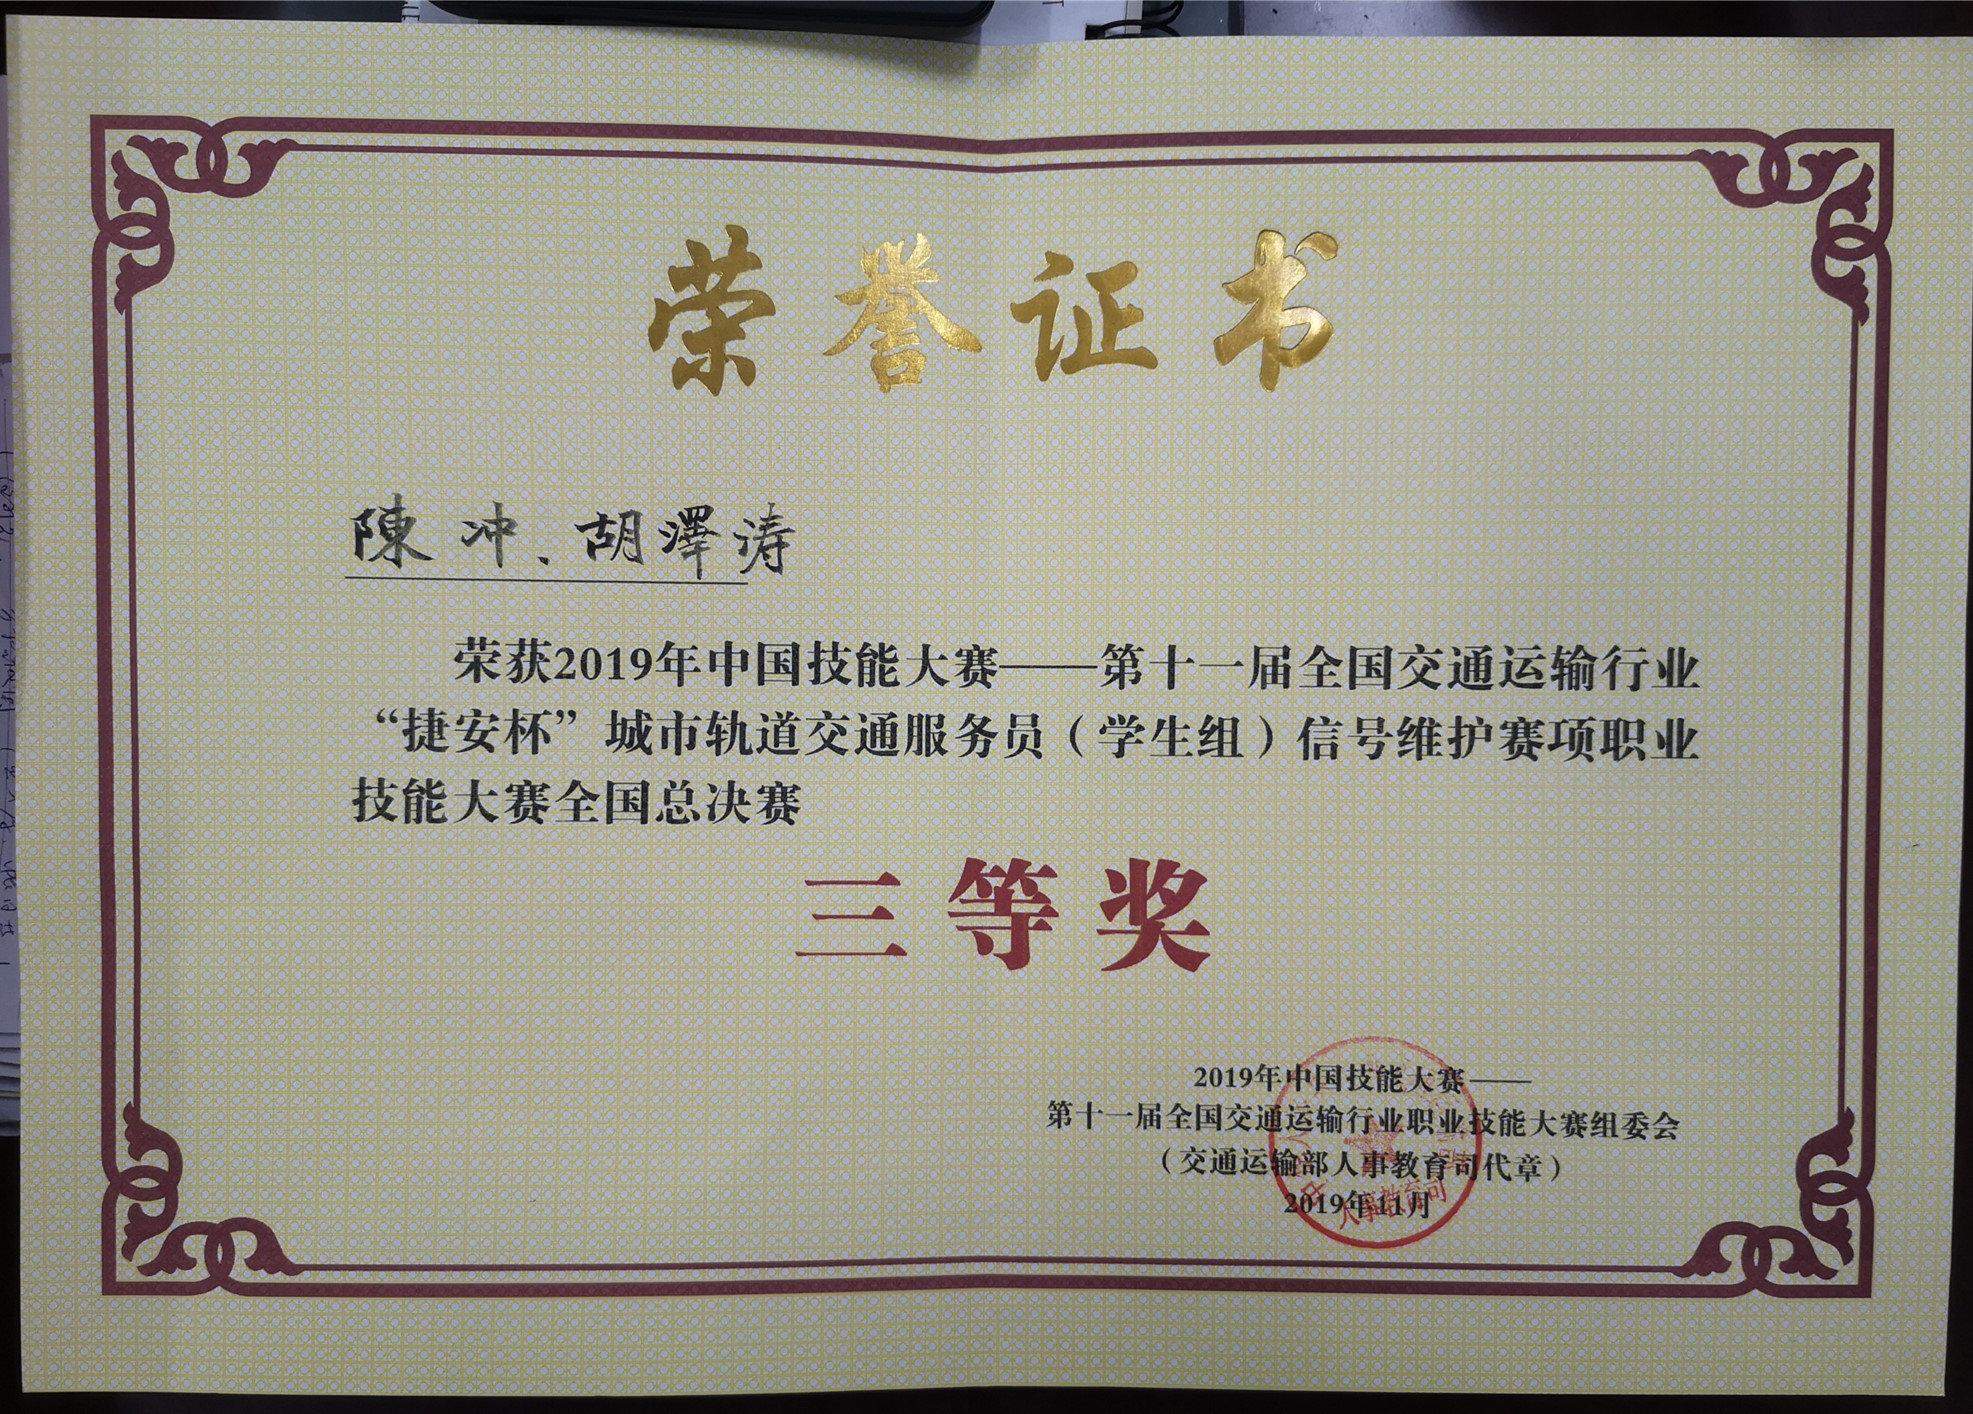 荣誉证书
陳冲、胡澤涛
荣获2019年中国技能大赛——第十一届全国交通运输行业
“捷安杯”城市轨道交通服务员（学生组）信号维护赛项职业
技能大赛全国总决赛
三等奖
2019年中国技能大赛——
第十一届全国交通运输行业职业技能大赛组委会
（交通运输部人事教育司代章）
2019年11月
人事教育司